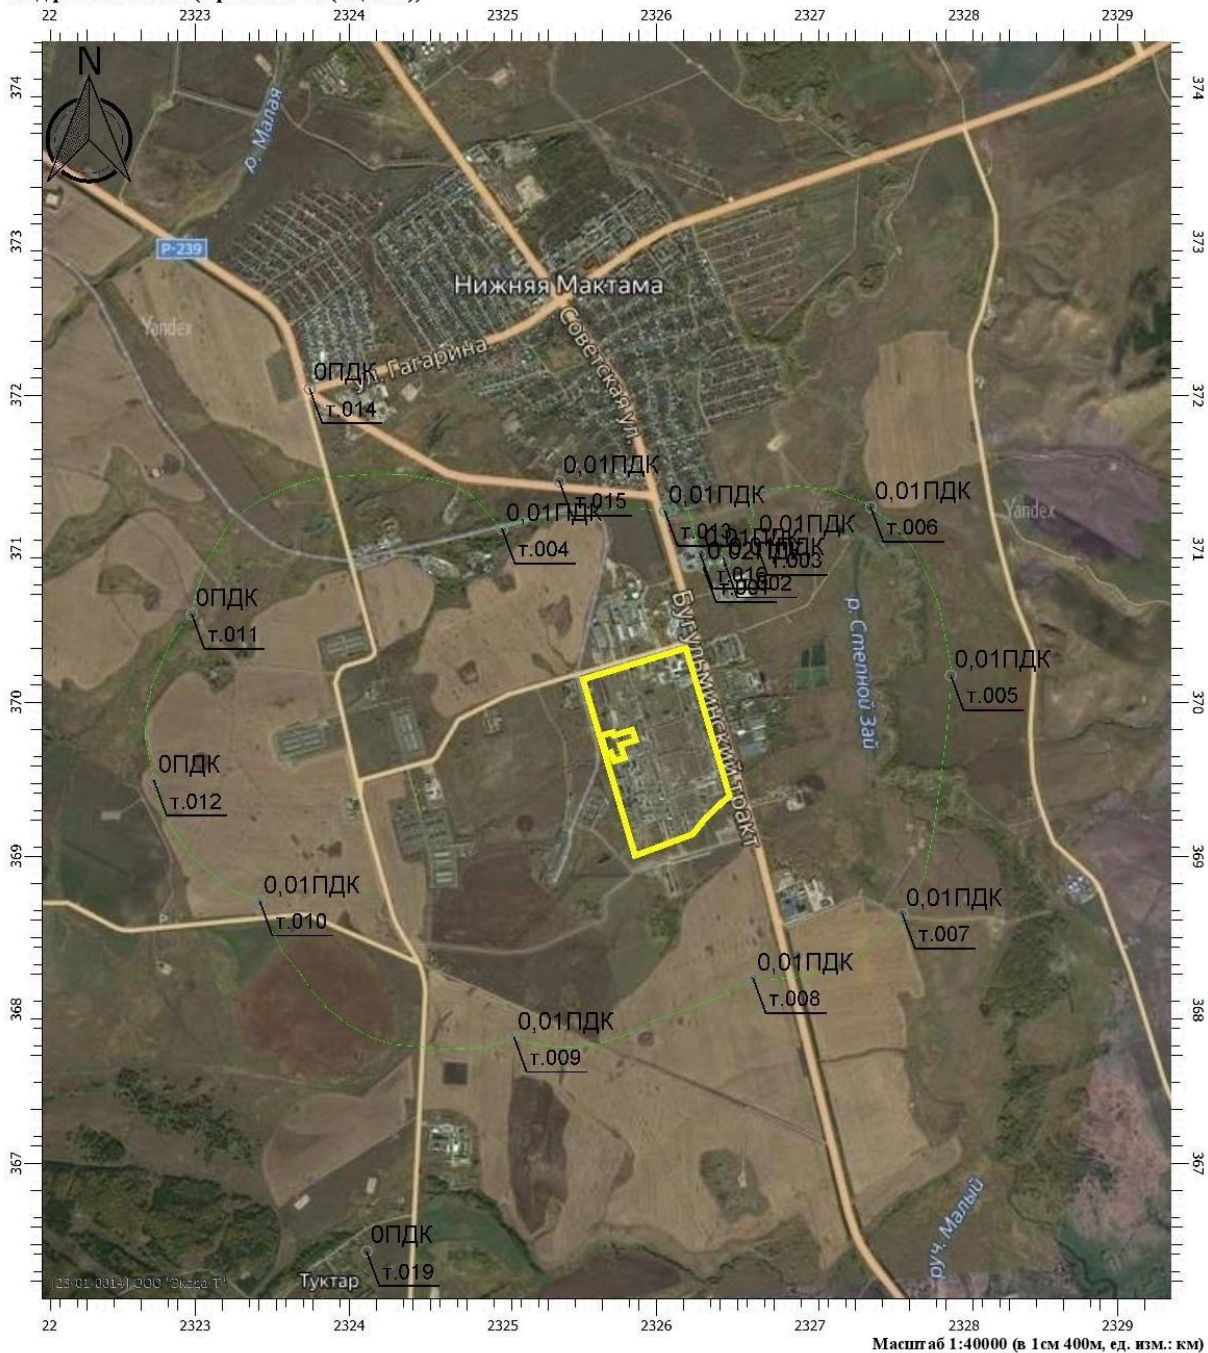 22 2323 2324 2325 2326 2327 2328 2329
N
374
374
р. Малая
373
373
Р-239
Нижняя Мактама
Yandex
Советская ул.
ул. Гагарина
0ПДК
т.014
372
372
0,01ПДК
т.015
0,01ПДК
т.004
0,01ПДК
т.013
0,01ПДК
т.003
0,01ПДК
т.006
Yandex
т.016
т.002
т.001
371
371
0ПДК
т.011
Бугульминский тракт
р. Степной Зай
0,01ПДК
т.005
370
370
0ПДК
т.012
369
369
0,01ПДК
т.010
0,01ПДК
т.007
0,01ПДК
т.008
368
368
0,01ПДК
т.009
367
367
руч. Малый
0ПДК
т.019
Туктар
22 2323 2324 2325 2326 2327 2328 2329
Масштаб 1:40000 (в 1см 400м, ед. изм.: км)